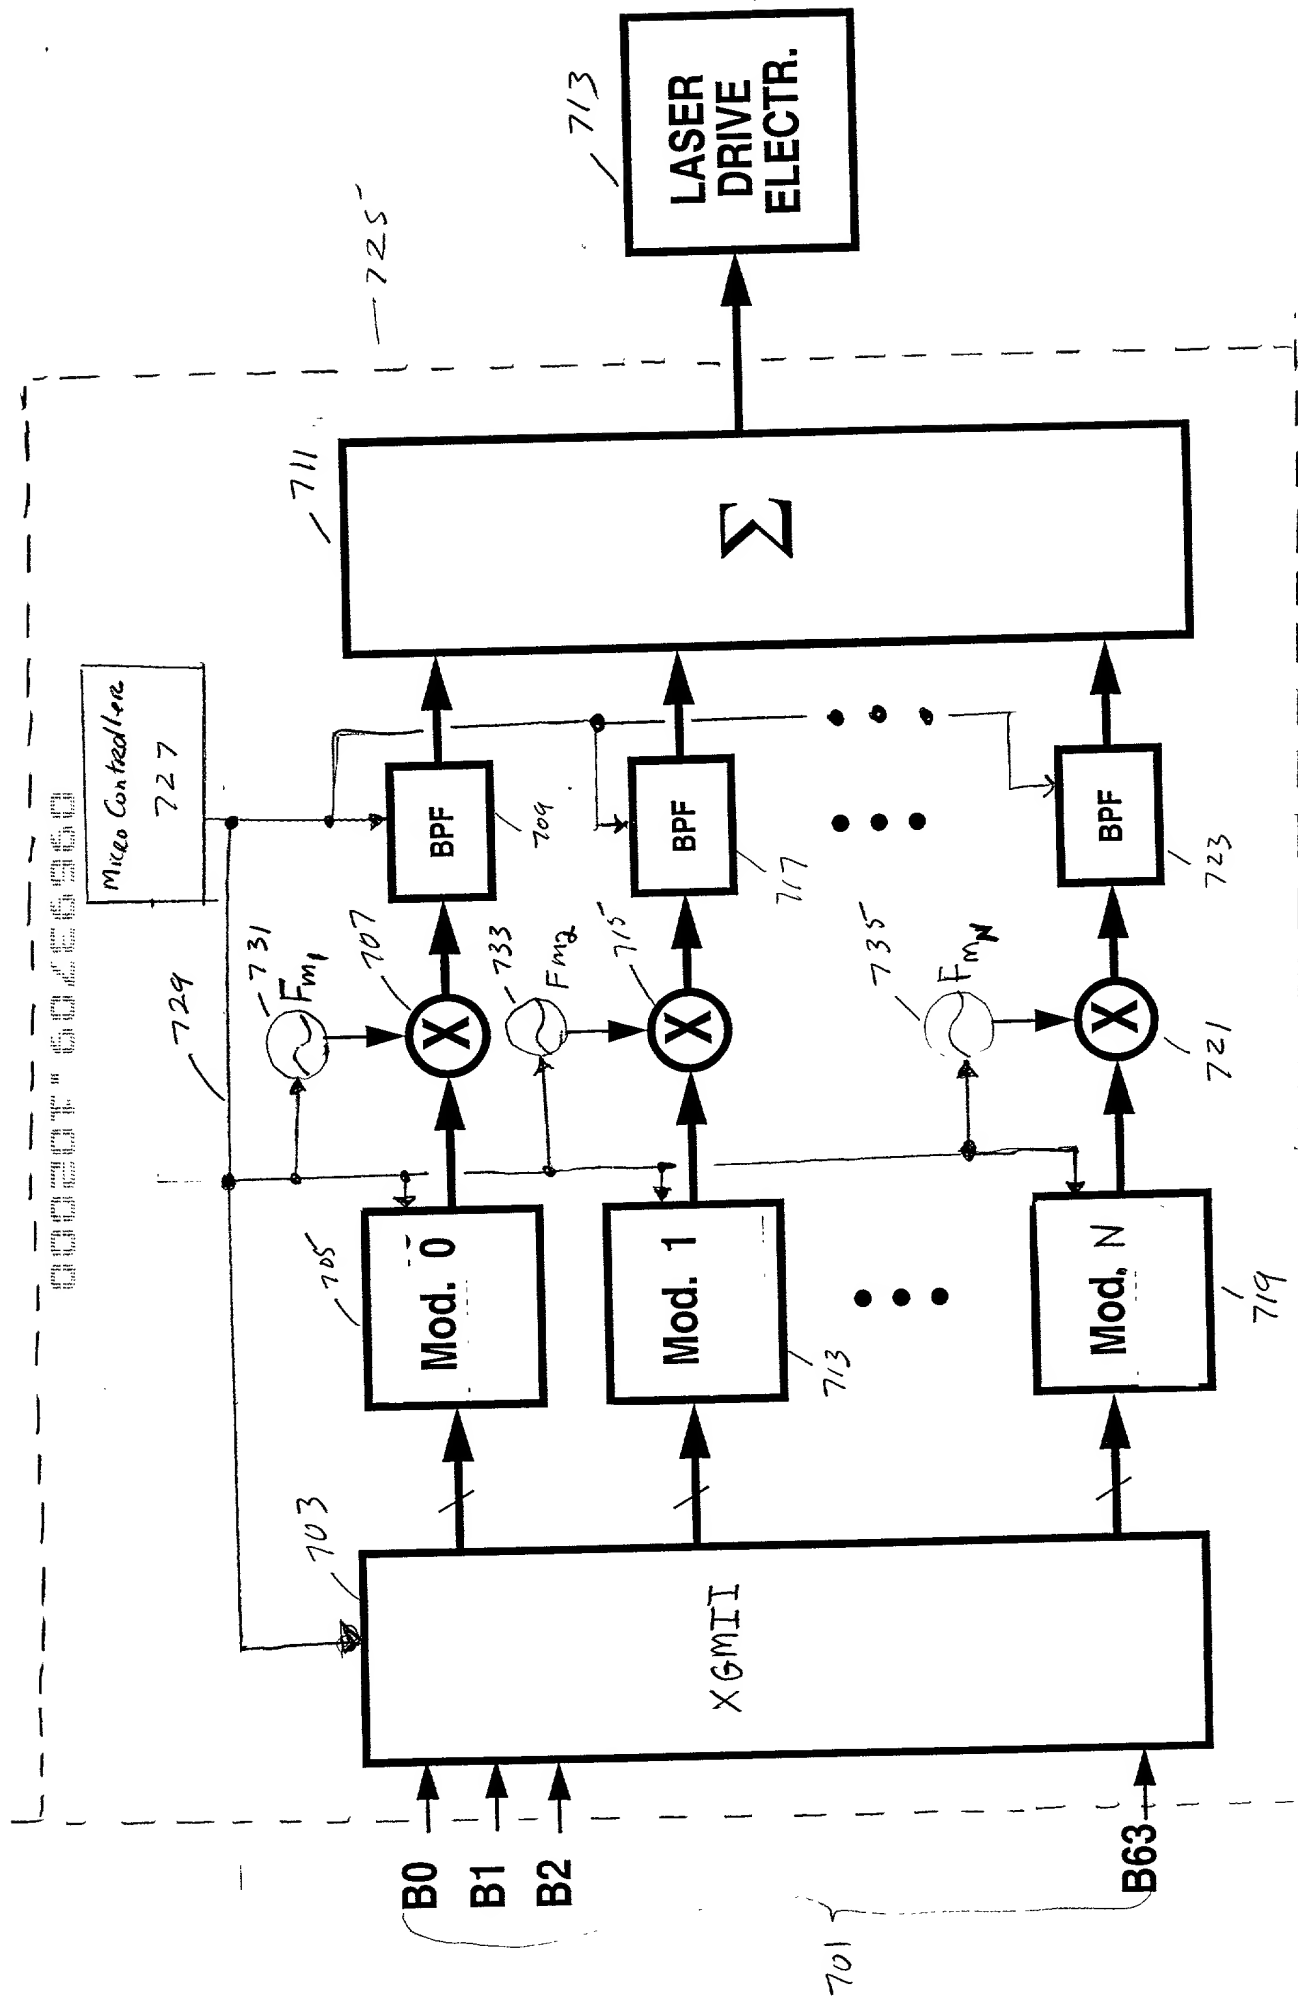 09693709.102000
Micro Controller
727
729
725
731
Fm1
707
733
Fm2
715
735
FmN
721
703
XGMII
705
Mod. 0
713
Mod. 1
719
Mod. N
BPF
709
BPF
717
BPF
723
711
Σ
713
LASER
DRIVE
ELECTR.
X
X
X
B0
B1
B2
B63
701